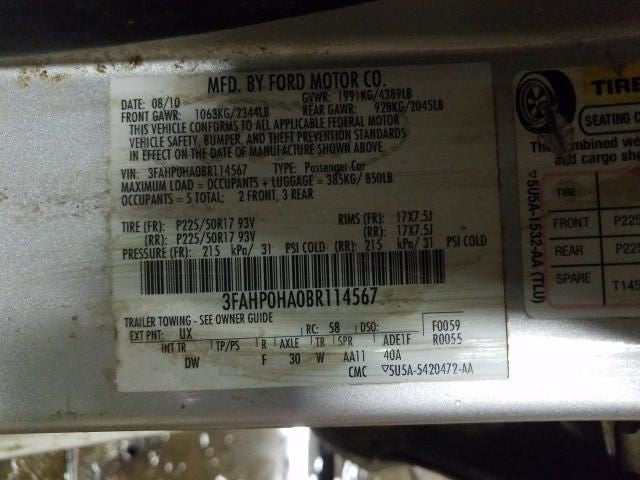 MFD. BY FORD MOTOR CO.
DATE: 08/10 GVWR: 1991KG/4389LB
FRONT GAWR: 1063KG/2344LB REAR GAWR: 928KG/2045LB
THIS VEHICLE CONFORMS TO ALL APPLICABLE FEDERAL MOTOR
VEHICLE SAFETY, BUMPER, AND THEFT PREVENTION STANDARDS
IN EFFECT ON THE DATE OF MANUFACTURE SHOWN ABOVE.
VIN: 3FAHP0HA0BR114567 TYPE: Passenger Car
MAXIMUM LOAD = OCCUPANTS + LUGGAGE = 385KG/ 850LB
OCCUPANTS = 5 TOTAL; 2 FRONT, 3 REAR
TIRE (FR): P225/50R17 93V RIMS (FR): 17X7.5J
(RR): P225/50R17 93V (RR): 17X7.5J
PRESSURE (FR): 215 kPa/ 31 PSI COLD (RR): 215 kPa/ 31 PSI COLD
3FAHP0HA0BR114567
TRAILER TOWING - SEE OWNER GUIDE
EXT PNT: UX RC: 58 DSO: F0059
INT TR TP/PS R AXLE TR SPR ADE1F R0055
DW F 30 W AA11 40A
CMC ▽5U5A-5420472-AA
TIRE
SEATING
The combined
and cargo
TIRE
FRONT P225
REAR P225
SPARE T145
▽5U5A-1532-AA (TLU)